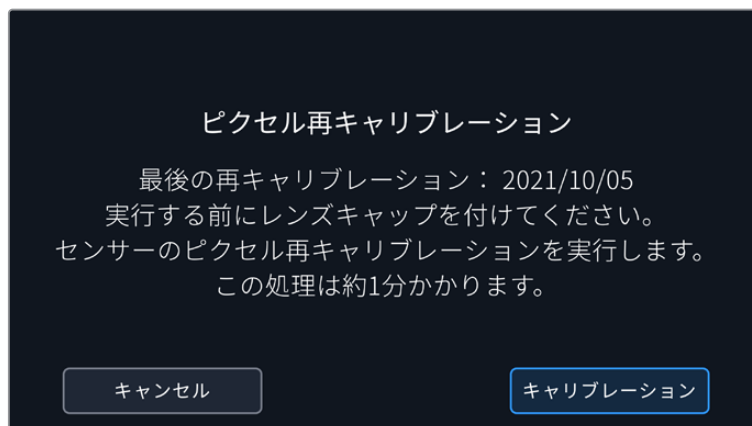 ピクセル再キャリブレーション
最後の再キャリブレーション： 2021/10/05
実行する前にレンズキャップを付けてください。
センサーのピクセル再キャリブレーションを実行します。
この処理は約1分かかります。
キャンセル
キャリブレーション